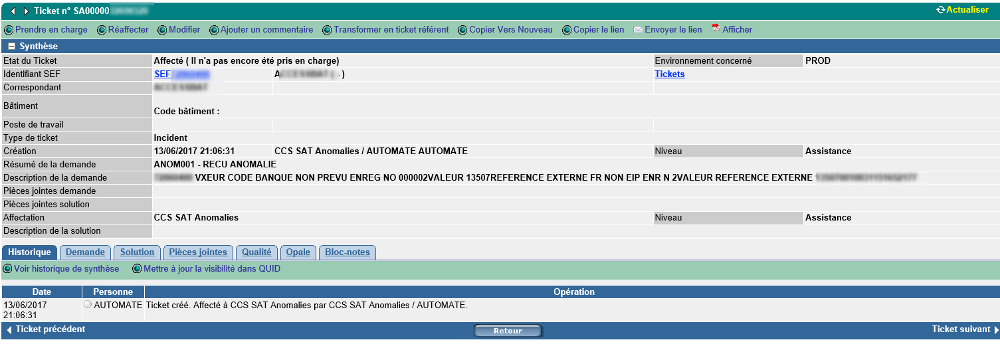 Ticket n° SA00000 Actualiser
Prendre en charge Réaffecter Modifier Ajouter un commentaire Transformer en ticket référent Copier Vers Nouveau Copier le lien Envoyer le lien Afficher
Synthèse
Etat du Ticket Affecté ( Il n'a pas encore été pris en charge) Environnement concerné PROD
Identifiant SEF SEF ACCESSBAT ( - ) Tickets
Correspondant ACCESSBAT
Bâtiment
Code bâtiment :
Poste de travail
Type de ticket Incident
Création 13/06/2017 21:06:31 CCS SAT Anomalies / AUTOMATE AUTOMATE Niveau Assistance
Résumé de la demande ANOM001 - RECU ANOMALIE
Description de la demande VXEUR CODE BANQUE NON PREVU ENREG NO 000002VALEUR 13507REFERENCE EXTERNE FR NON EIP ENR N 2VALEUR REFERENCE EXTERNE
Pièces jointes demande
Pièces jointes solution
Affectation CCS SAT Anomalies Niveau Assistance
Description de la solution
Historique Demande Solution Pièces jointes Qualité Opale Bloc-notes
Voir historique de synthèse Mettre à jour la visibilité dans QUID
Date Personne Opération
13/06/2017 AUTOMATE Ticket créé. Affecté à CCS SAT Anomalies par CCS SAT Anomalies / AUTOMATE.
21:06:31
Ticket précédent Retour Ticket suivant